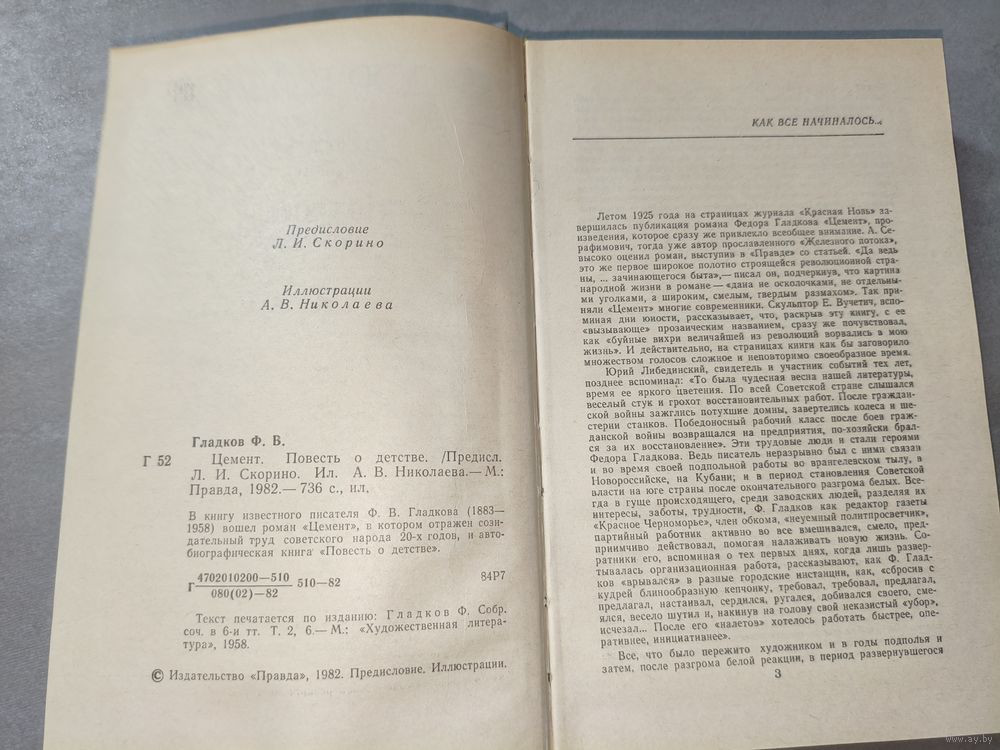 Предисловие
Л. И. Скорино
Иллюстрации
А. В. Николаева
Гладков Ф. В.
Г 52 Цемент. Повесть о детстве. /Предисл.
Л. И. Скорино. Ил. А. В. Николаева.— М.:
Правда, 1982.— 736 с., ил.
В книгу известного писателя Ф. В. Гладкова (1883—
1958) вошел роман «Цемент», в котором отражен сози-
дательный труд советского народа 20-х годов, и авто-
биографическая книга «Повесть о детстве».
Г 4702010200—510 510—82 84Р7
080(02)—82
Текст печатается по изданию: Гладков Ф. Собр.
соч. в 6-и тт. Т. 2, 6.— М.: «Художественная литера-
тура», 1958.
© Издательство «Правда», 1982. Предисловие. Иллюстрации.
КАК ВСЕ НАЧИНАЛОСЬ...
Летом 1925 года на страницах журнала «Красная Новь» за-
вершилась публикация романа Федора Гладкова «Цемент», про-
изведения, которое сразу же привлекло всеобщее внимание. А. Се-
рафимович, тогда уже автор прославленного «Железного потока»,
высоко оценил роман, выступив в «Правде» со статьей. «Да ведь
это же первое широкое полотно строящейся революционной стра-
ны, ... зачинающегося быта»,— писал он, подчеркнув, что картина
народной жизни в романе — «дана не осколочками, не отдельны-
ми уголками, а широким, смелым, твердым размахом». Так при-
няли «Цемент» многие современники. Скульптор Е. Вучетич, вспо-
миная дни юности, рассказывает, что, раскрыв эту книгу, с ее
«вызывающе» прозаическим названием, сразу же почувствовал,
как «буйные вихри величайшей из революций ворвались в мою
жизнь». И действительно, на страницах книги как бы заговорило
множеством голосов сложное и неповторимо своеобразное время.
Юрий Либединский, свидетель и участник событий тех лет,
позднее вспоминал: «То была чудесная весна нашей литературы,
время ее яркого цветения. По всей Советской стране слышался
веселый стук и грохот восстановительных работ. После граждан-
ской войны зажглись потухшие домны, завертелись колеса и ше-
стерни станков. Победоносный рабочий класс после боев граж-
данской войны возвращался на предприятия, по-хозяйски брал-
ся за их восстановление». Эти трудовые люди и стали героями
Федора Гладкова. Ведь писатель неразрывно был с ними связан
и во время своей подпольной работы во врангелевском тылу, в
Новороссийске, на Кубани; и в период становления Советской
власти на юге страны после окончательного разгрома белых. Все-
гда в гуще происходящего, среди заводских людей, разделяя их
интересы, заботы, трудности, Ф. Гладков как редактор газеты
«Красное Черноморье», член обкома, «неуемный политпросветчик»,
партийный работник активно во все вмешивался, смело, пред-
приимчиво действовал, помогая налаживать новую жизнь. Со-
ратники его, вспоминая о тех первых днях, когда лишь развер-
тывалась организационная работа, рассказывают, как Ф. Глад-
ков «врывался» в разные городские инстанции, как, «сбросив с
кудрей блинообразную кепчонку, требовал, требовал, предлагал,
предлагал, настаивал, сердился, ругался, добивался своего, сме-
ялся, весело шутил и, накинув на голову свой неказистый «убор»,
исчезал... После его «налетов» хотелось работать быстрее, опе-
ративнее, инициативнее».
Все, что было пережито художником и в годы подполья и
затем, после разгрома белой реакции, в период развернувшегося
3
www.ay.by